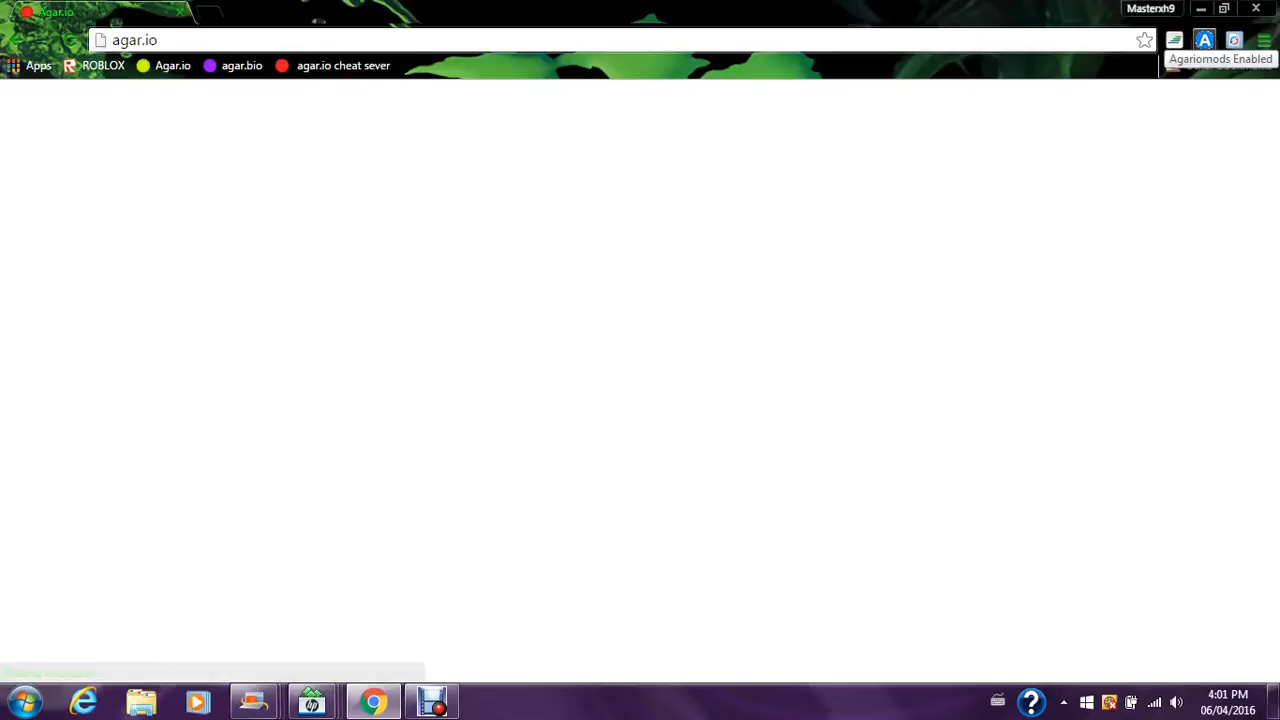 Agar.io
Masterxh9
agar.io
Apps ROBLOX Agar.io agar.bio agar.io cheat sever
Agariomods Enabled
hp
4:01 PM
06/04/2016